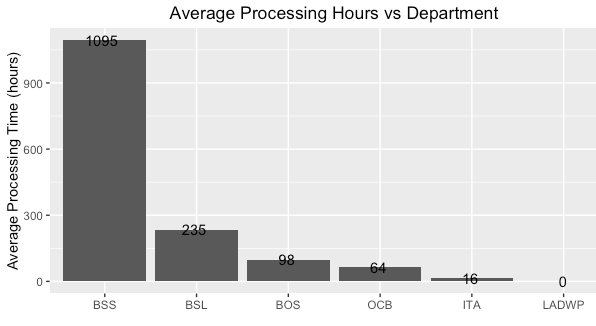 Average Processing Hours vs Department
Average Processing Time (hours)
900
600
300
0
1095
235
98
64
16
0
BSS
BSL
BOS
OCB
ITA
LADWP